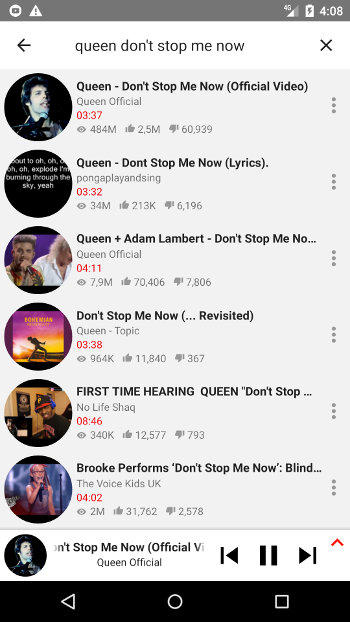 4G 4:08
queen don't stop me now
Queen - Don't Stop Me Now (Official Video)
Queen Official
03:37
484M 2,5M 60,939
out to oh, oh, o
oh, oh, explode I'm
burning through the
sky, yeah
Queen - Dont Stop Me Now (Lyrics).
pongaplayandsing
03:32
34M 213K 6,196
Queen + Adam Lambert - Don't Stop Me No...
Queen Official
04:11
7,9M 70,406 7,806
BOHEMIAN
Don't Stop Me Now (... Revisited)
Queen - Topic
03:38
964K 11,840 367
FIRST TIME HEARING QUEEN "Don't Stop ...
No Life Shaq
08:46
340K 12,577 793
Brooke Performs ‘Don't Stop Me Now’: Blind...
The Voice Kids UK
04:02
2M 31,762 2,578
on't Stop Me Now (Official Vi
Queen Official